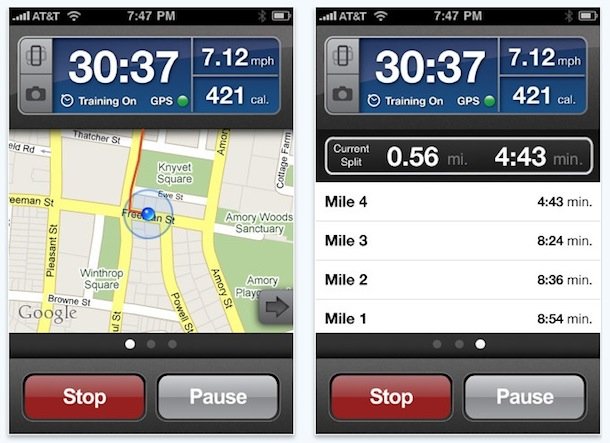 AT&T 7:47 PM
30:37
7.12 mph
Training On GPS
421 cal.
Thatcher St
Amory
Cottage Farm
Knyvet
Square
Ewe St
Freeman St
Freeman St
Amory Woods
Sanctuary
Pleasant St
Winthrop
Square
Amory St
Amory
Powell St
Browne St
Google
Stop
Pause
AT&T 7:47 PM
30:37
7.12 mph
Training On GPS
421 cal.
Current
Split
0.56 mi. 4:43 min.
Mile 4 4:43 min.
Mile 3 8:24 min.
Mile 2 8:36 min.
Mile 1 8:54 min.
Stop
Pause